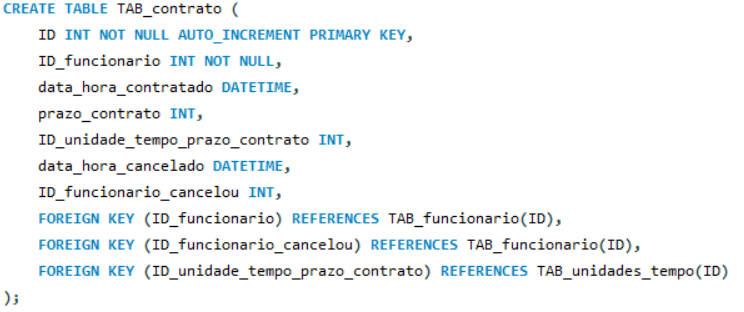 CREATE TABLE TAB_contrato (
    ID INT NOT NULL AUTO_INCREMENT PRIMARY KEY,
    ID_funcionario INT NOT NULL,
    data_hora_contratado DATETIME,
    prazo_contrato INT,
    ID_unidade_tempo_prazo_contrato INT,
    data_hora_cancelado DATETIME,
    ID_funcionario_cancelou INT,
    FOREIGN KEY (ID_funcionario) REFERENCES TAB_funcionario(ID),
    FOREIGN KEY (ID_funcionario_cancelou) REFERENCES TAB_funcionario(ID),
    FOREIGN KEY (ID_unidade_tempo_prazo_contrato) REFERENCES TAB_unidades_tempo(ID)
);